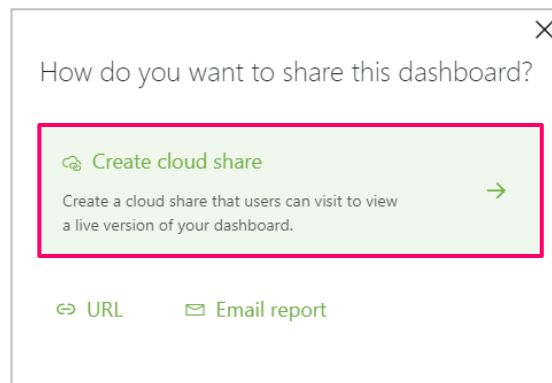 How do you want to share this dashboard?
Create cloud share
Create a cloud share that users can visit to view
a live version of your dashboard.
URL
Email report